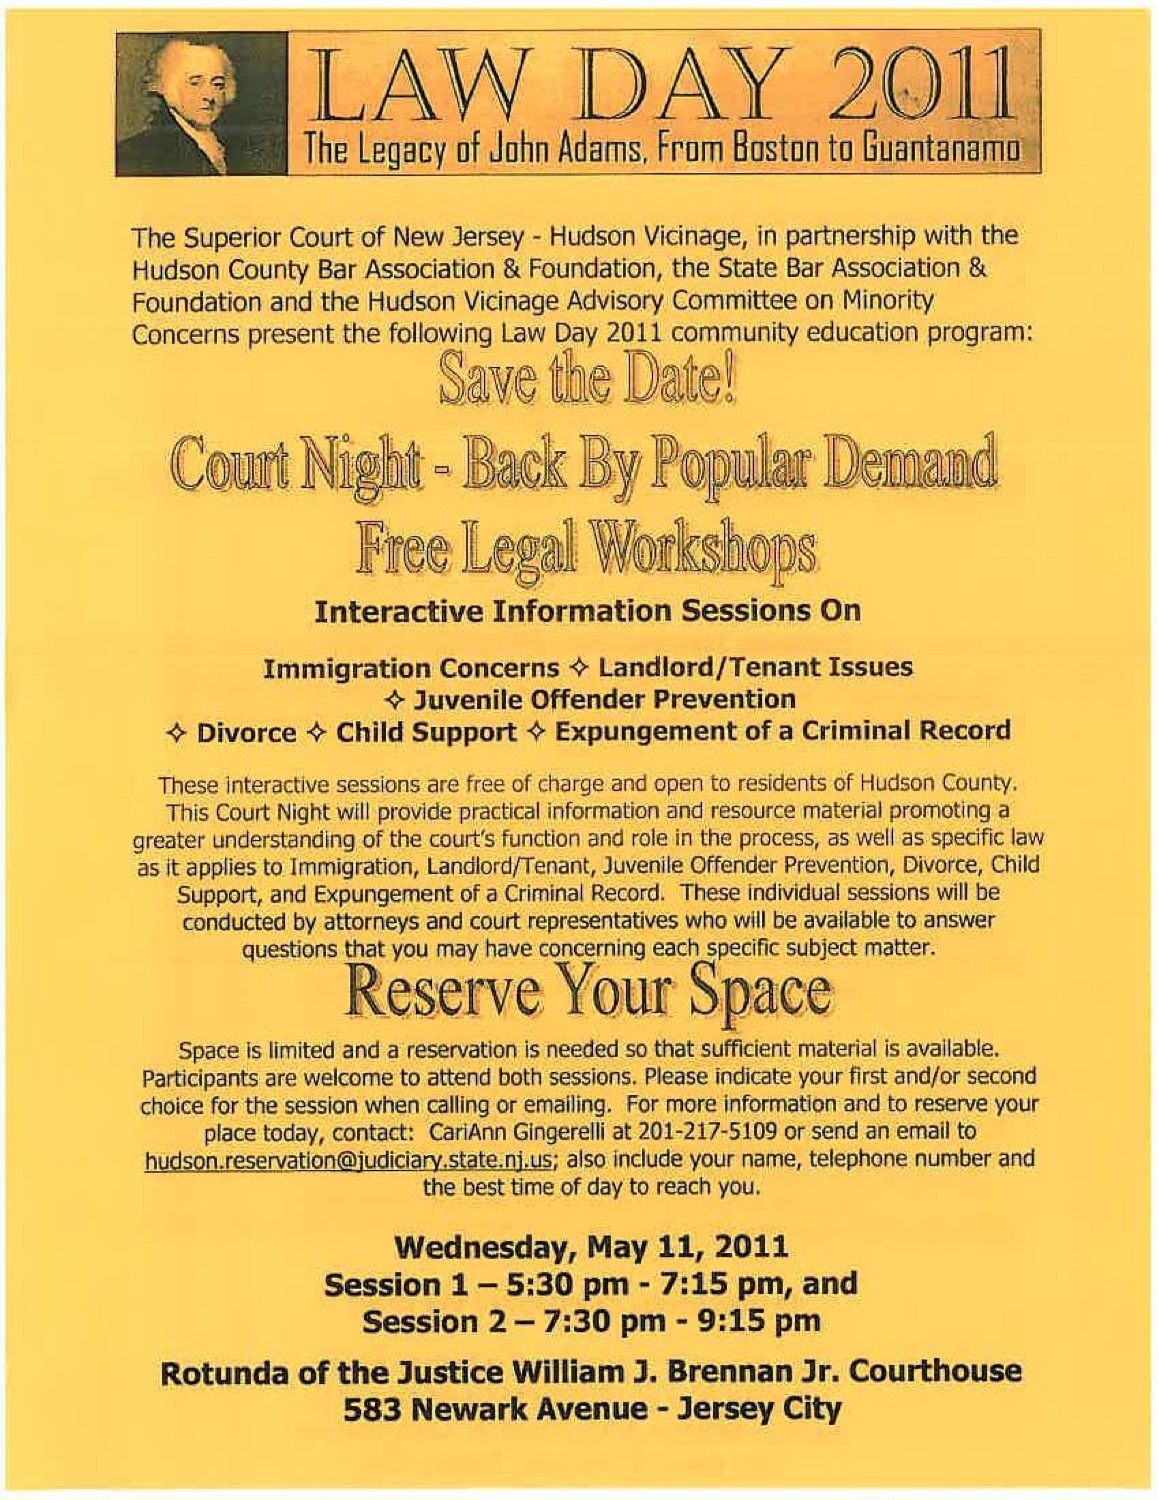 LAW DAY 2011
The Legacy of John Adams, From Boston to Guantanamo
The Superior Court of New Jersey - Hudson Vicinage, in partnership with the
Hudson County Bar Association & Foundation, the State Bar Association &
Foundation and the Hudson Vicinage Advisory Committee on Minority
Concerns present the following Law Day 2011 community education program:
Save the Date!
Court Night - Back By Popular Demand
Free Legal Workshops
Interactive Information Sessions On
Immigration Concerns ✧ Landlord/Tenant Issues
✧ Juvenile Offender Prevention
✧ Divorce ✧ Child Support ✧ Expungement of a Criminal Record
These interactive sessions are free of charge and open to residents of Hudson County.
This Court Night will provide practical information and resource material promoting a
greater understanding of the court's function and role in the process, as well as specific law
as it applies to Immigration, Landlord/Tenant, Juvenile Offender Prevention, Divorce, Child
Support, and Expungement of a Criminal Record. These individual sessions will be
conducted by attorneys and court representatives who will be available to answer
questions that you may have concerning each specific subject matter.
Reserve Your Space
Space is limited and a reservation is needed so that sufficient material is available.
Participants are welcome to attend both sessions. Please indicate your first and/or second
choice for the session when calling or emailing. For more information and to reserve your
place today, contact: CariAnn Gingerelli at 201-217-5109 or send an email to
hudson.reservation@judiciary.state.nj.us; also include your name, telephone number and
the best time of day to reach you.
Wednesday, May 11, 2011
Session 1 – 5:30 pm - 7:15 pm, and
Session 2 – 7:30 pm - 9:15 pm
Rotunda of the Justice William J. Brennan Jr. Courthouse
583 Newark Avenue - Jersey City